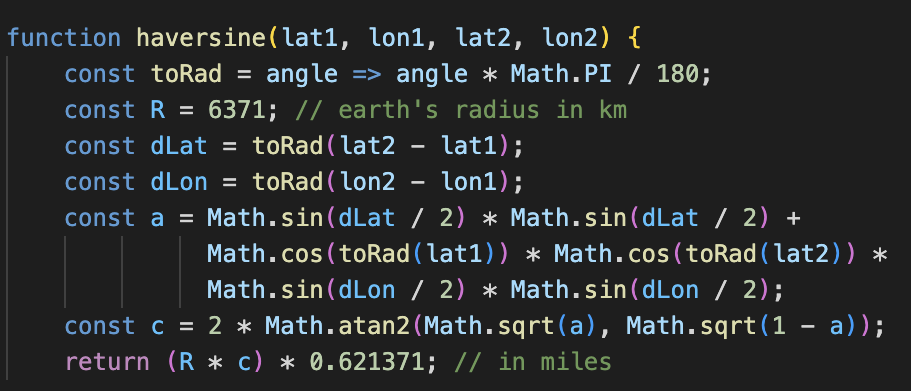 function haversine(lat1, lon1, lat2, lon2) {
    const toRad = angle => angle * Math.PI / 180;
    const R = 6371; // earth's radius in km
    const dLat = toRad(lat2 - lat1);
    const dLon = toRad(lon2 - lon1);
    const a = Math.sin(dLat / 2) * Math.sin(dLat / 2) +
              Math.cos(toRad(lat1)) * Math.cos(toRad(lat2)) *
              Math.sin(dLon / 2) * Math.sin(dLon / 2);
    const c = 2 * Math.atan2(Math.sqrt(a), Math.sqrt(1 - a));
    return (R * c) * 0.621371; // in miles